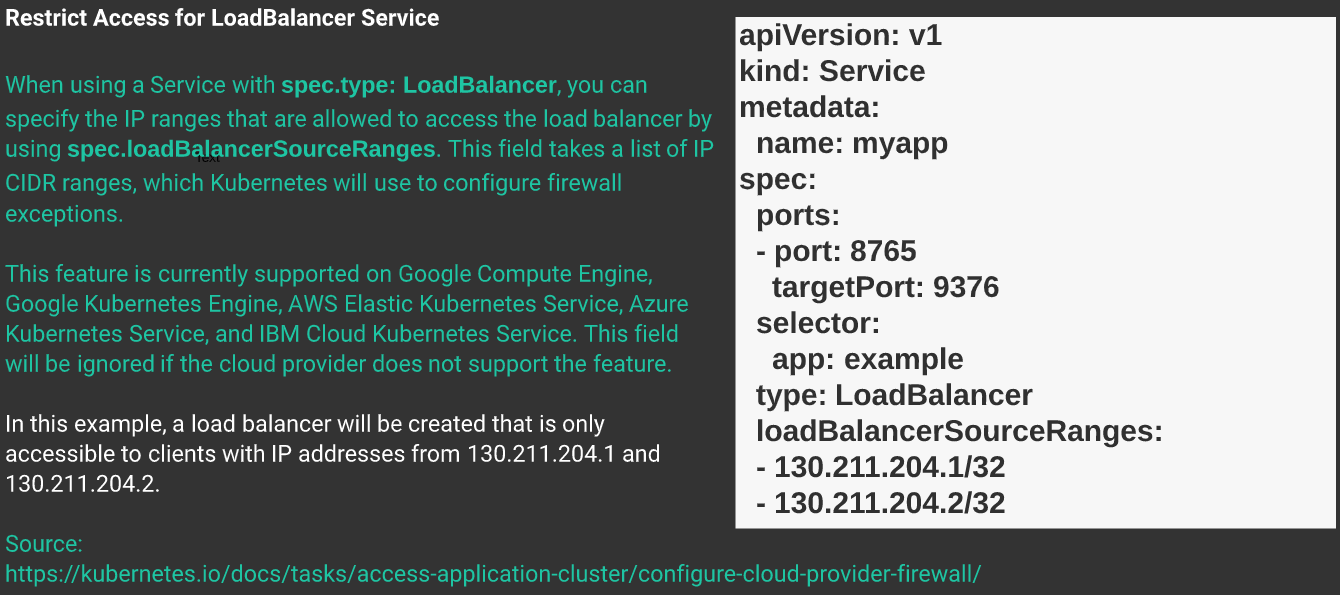 Restrict Access for LoadBalancer Service
When using a Service with spec.type: LoadBalancer, you can
specify the IP ranges that are allowed to access the load balancer by
using spec.loadBalancerSourceRanges. This field takes a list of IP
Text
CIDR ranges, which Kubernetes will use to configure firewall
exceptions.
This feature is currently supported on Google Compute Engine,
Google Kubernetes Engine, AWS Elastic Kubernetes Service, Azure
Kubernetes Service, and IBM Cloud Kubernetes Service. This field
will be ignored if the cloud provider does not support the feature.
In this example, a load balancer will be created that is only
accessible to clients with IP addresses from 130.211.204.1 and
130.211.204.2.
Source:
https://kubernetes.io/docs/tasks/access-application-cluster/configure-cloud-provider-firewall/
apiVersion: v1
kind: Service
metadata:
  name: myapp
spec:
  ports:
  - port: 8765
    targetPort: 9376
  selector:
    app: example
  type: LoadBalancer
  loadBalancerSourceRanges:
  - 130.211.204.1/32
  - 130.211.204.2/32